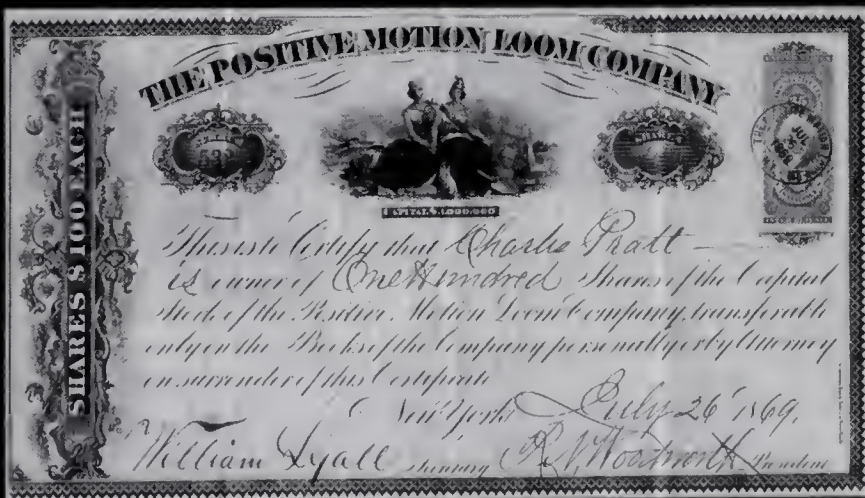 THE POSITIVE MOTION LOOM COMPANY
SHARES $100 EACH
SHARES
CAPITAL $1,000,000
This is to Certify that Charles Pratt
is owner of One Hundred Shares of the Capital
Stock of the Positive Motion Loom Company, transferable
only on the Books of the Company personally or by Attorney
on surrender of this Certificate
New York July 26 1869.
William Lyall Woodworth President